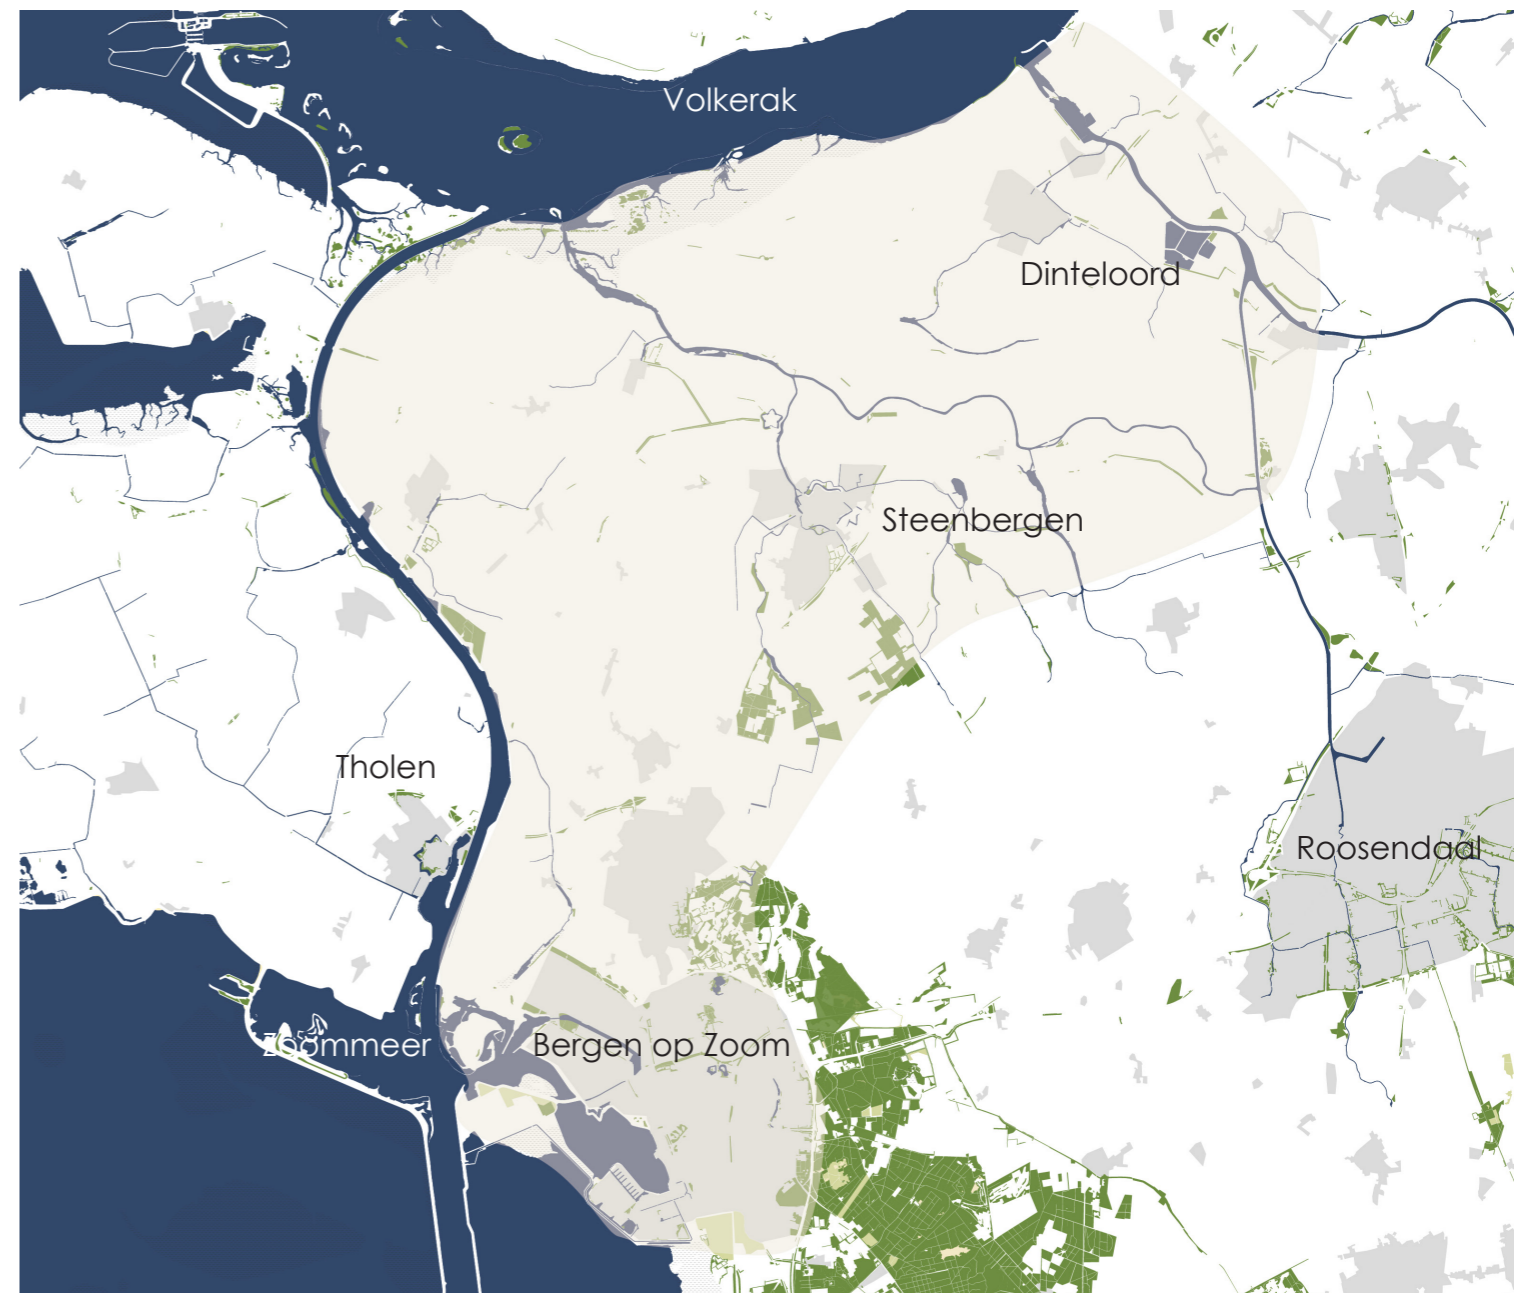 Volkerak
Dinteloord
Steenbergen
Tholen
Roosendaal
Zoommeer
Bergen op Zoom